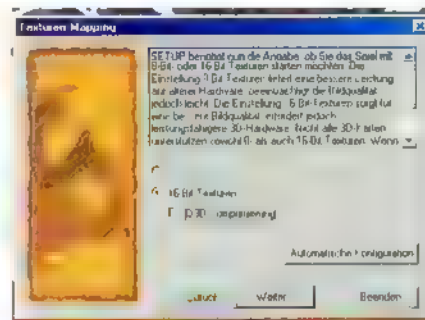 Texturen Mapping
SETUP benötigt nun die Angabe, ob Sie das Spiel mit
8-Bit- oder 16-Bit Texturen starten möchten. Die
Einstellung 8 Bit Texturen liefert eine bessere Leistung
auf älterer Hardware, beeinträchtigt die Bildqualität
jedoch leicht. Die Einstellung 16 Bit-Texturen sorgt für
eine Bildqualität, erfordert jedoch
leistungsfähigere 3D-Hardware. Nicht alle 3D-Karten
unterstützen sowohl 8- als auch 16-Bit Texturen. Wenn
16 Bit Texturen
Automatische Konfiguration
Zurück
Weiter
Beenden